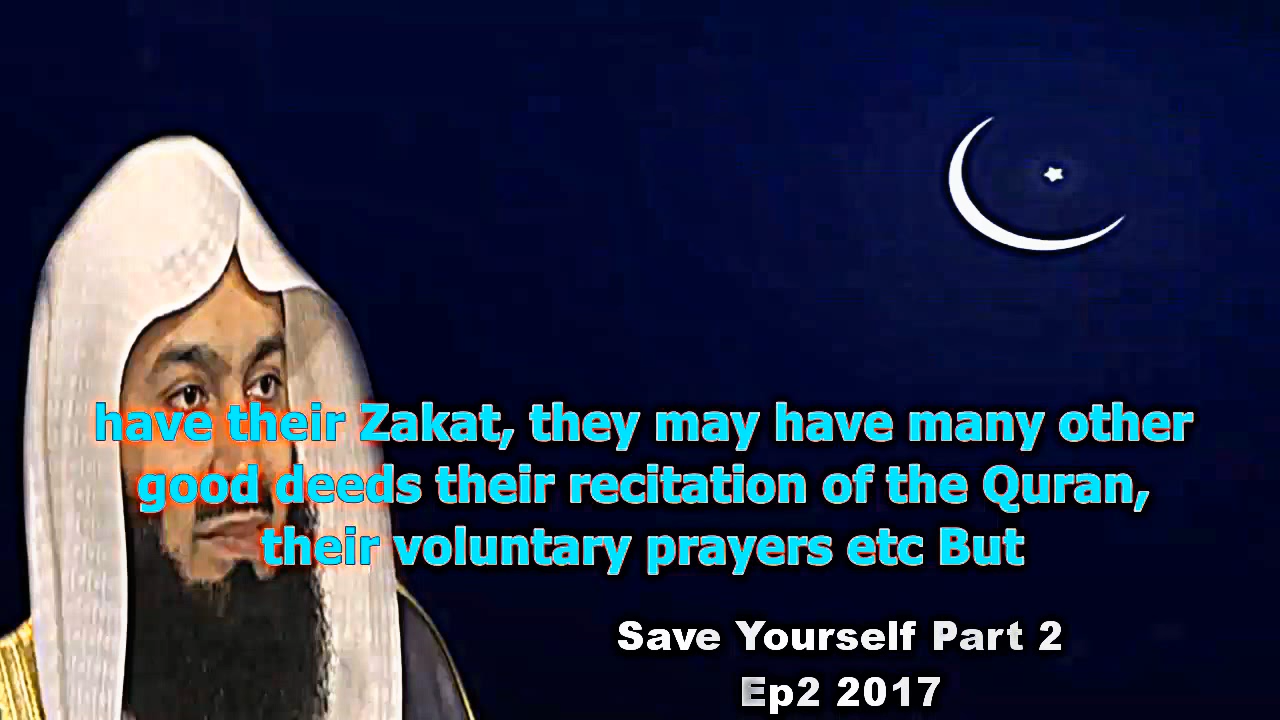 have their Zakat, they may have many other
good deeds their recitation of the Quran,
their voluntary prayers etc But
Save Yourself Part 2
Ep2 2017